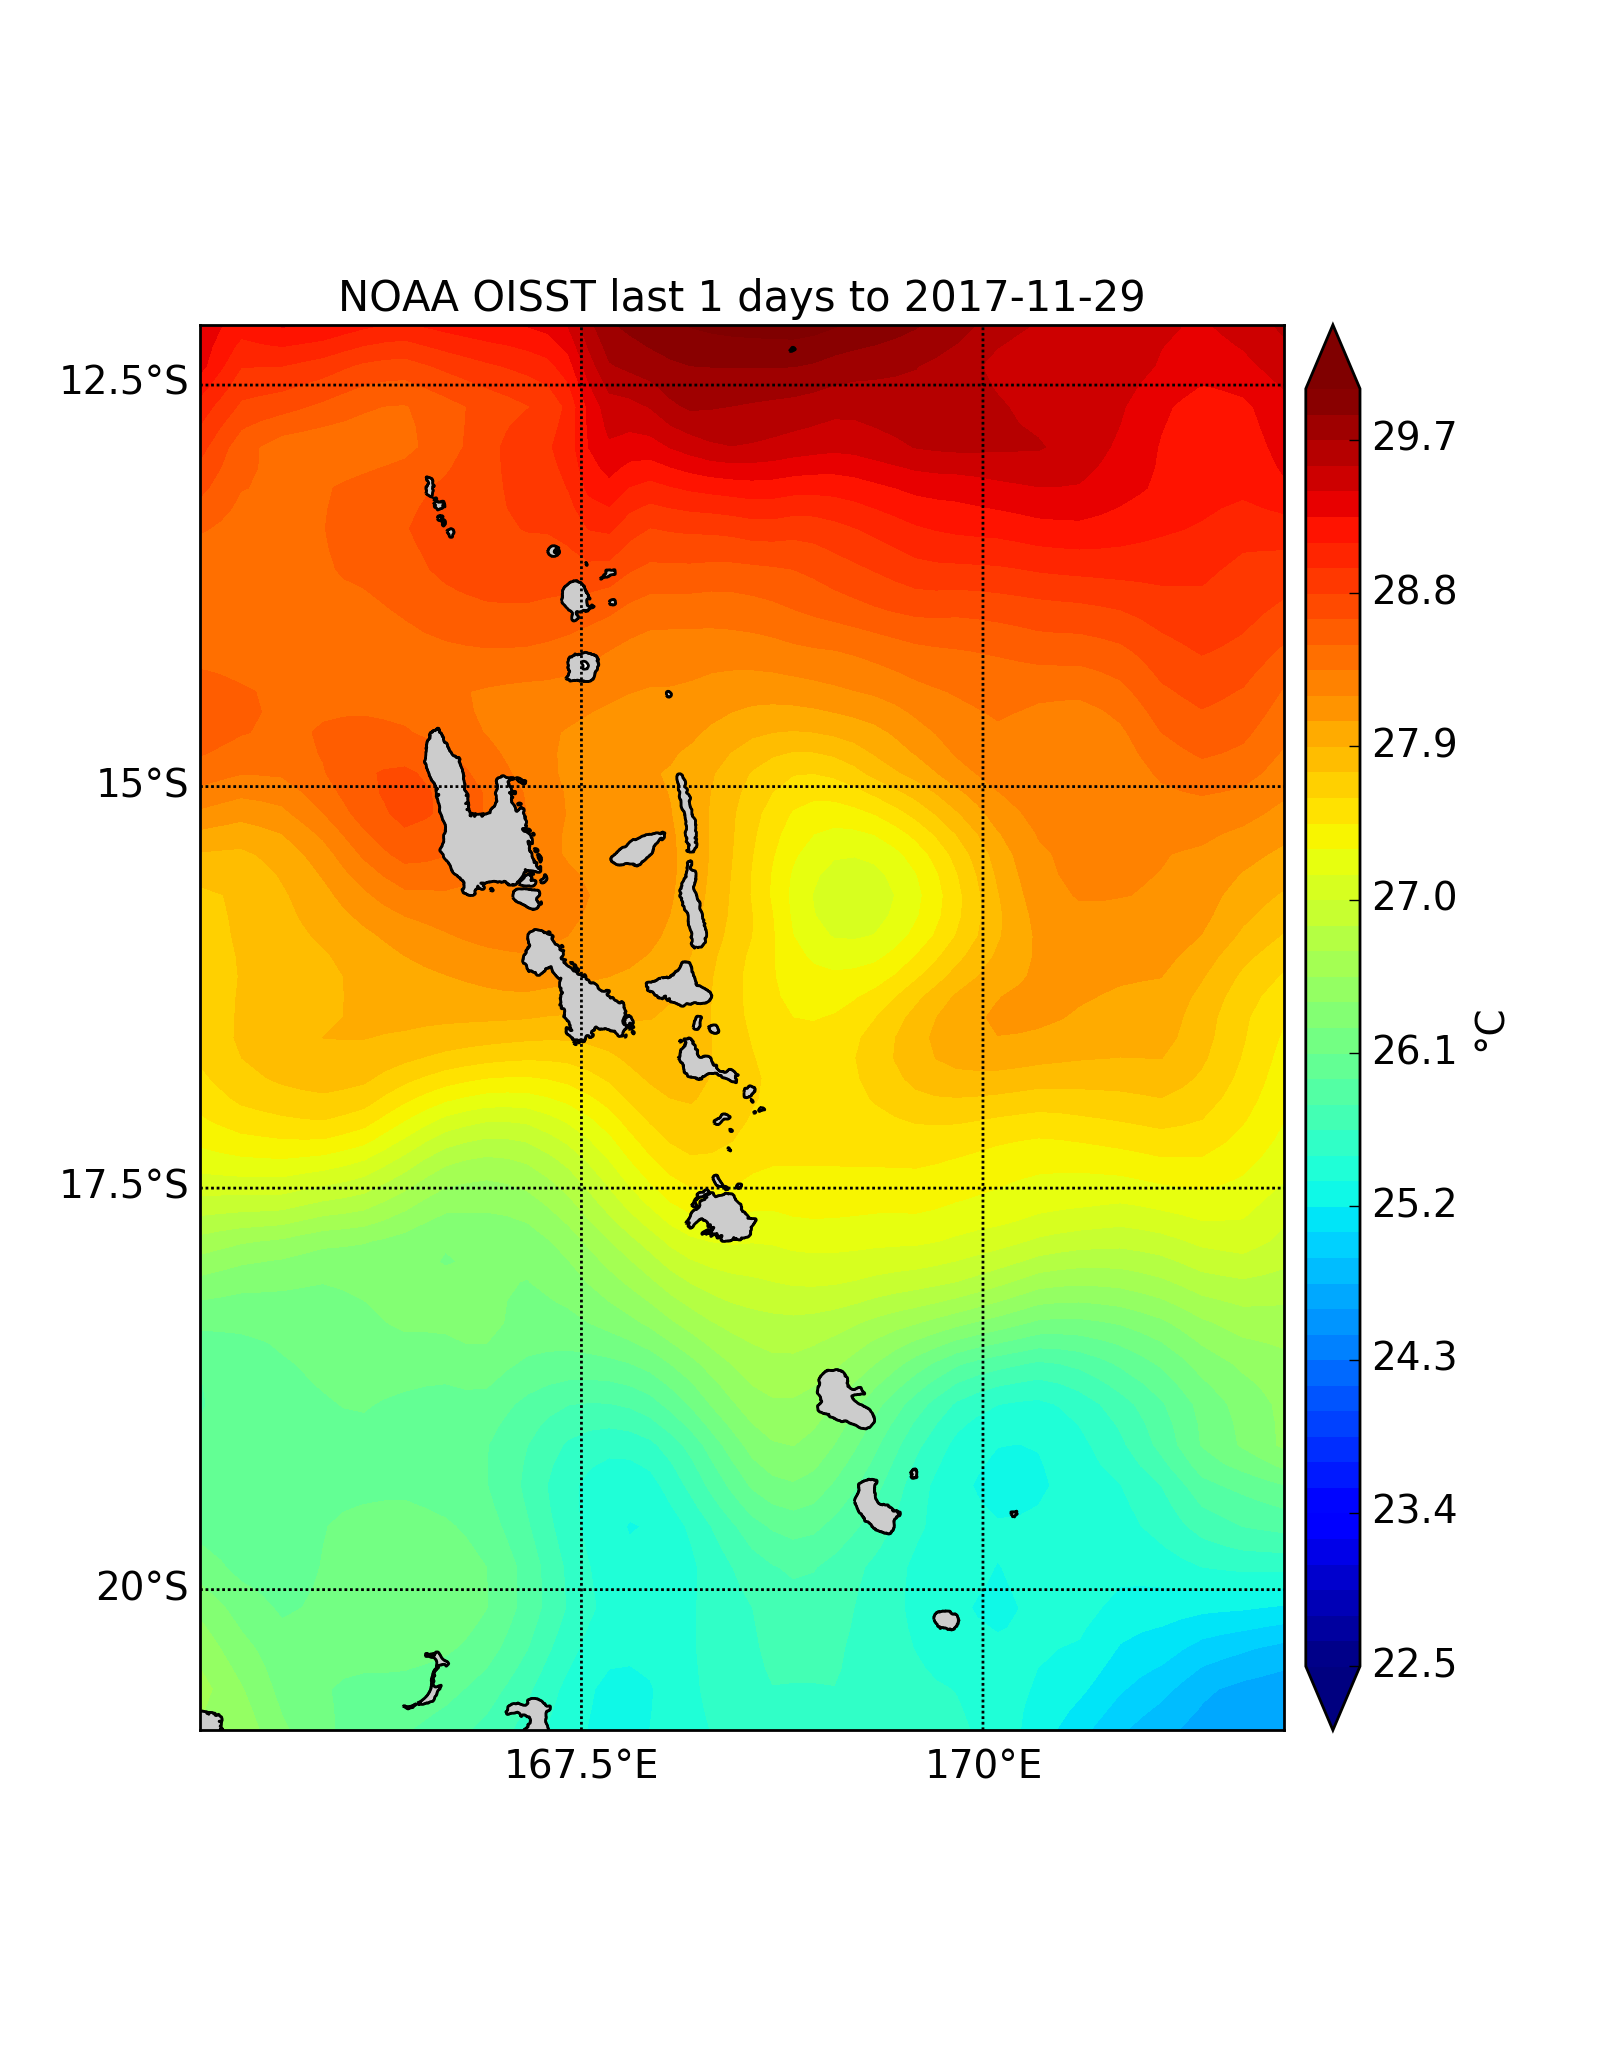 NOAA OISST last 1 days to 2017-11-29
12.5°S
15°S
17.5°S
20°S
167.5°E
170°E
29.7
28.8
27.9
27.0
26.1
25.2
24.3
23.4
22.5
°C